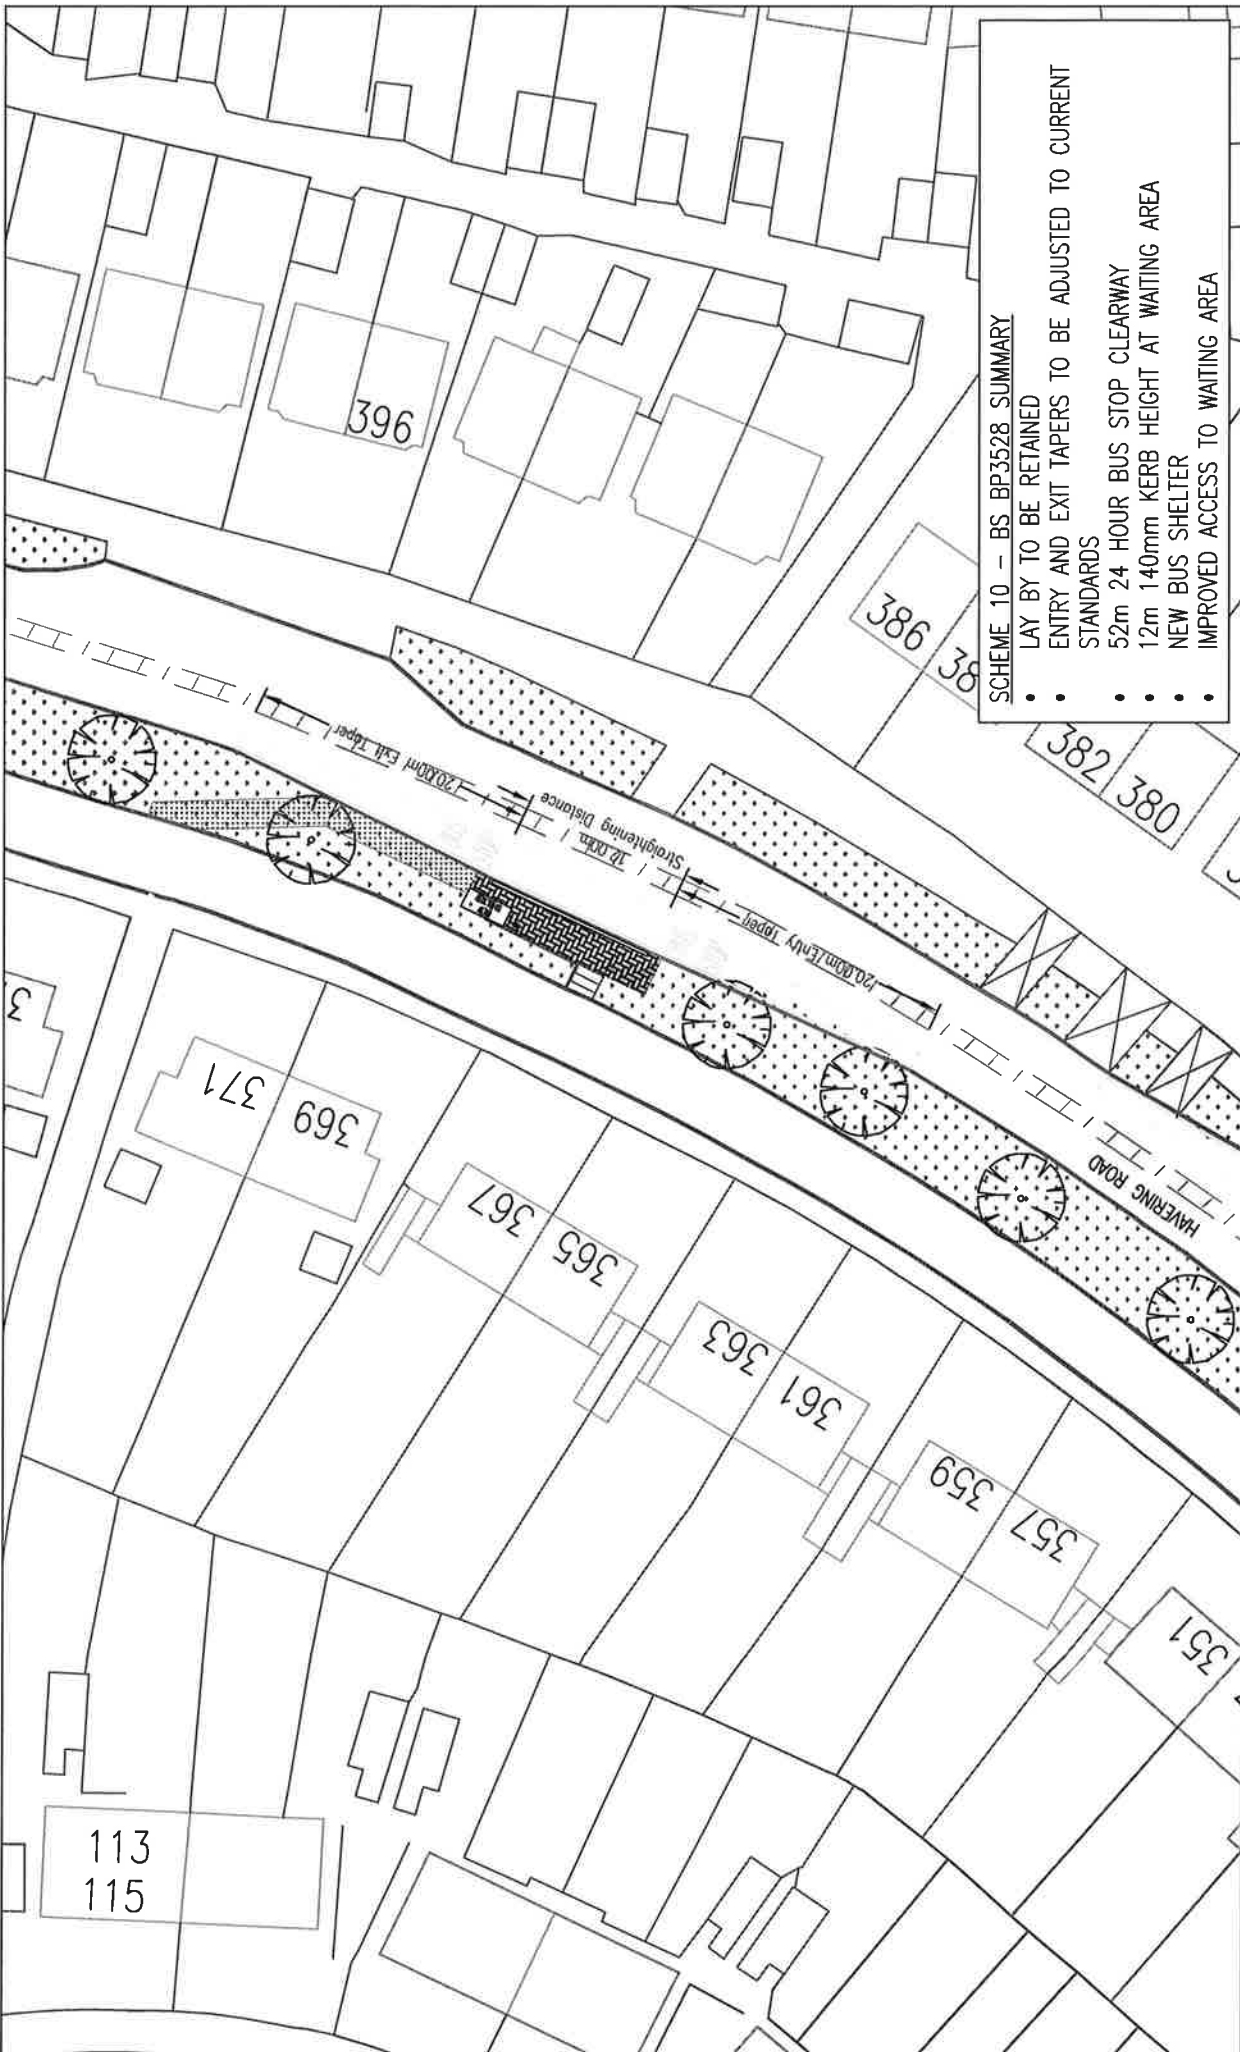 SCHEME 10 - BS BP3528 SUMMARY
• LAY BY TO BE RETAINED
• ENTRY AND EXIT TAPERS TO BE ADJUSTED TO CURRENT
STANDARDS
• 52m 24 HOUR BUS STOP CLEARWAY
• 12m 140mm KERB HEIGHT AT WAITING AREA
• NEW BUS SHELTER
• IMPROVED ACCESS TO WAITING AREA
396
386
38
382
380
20.00m Exit Taper
12.00m
Straightening Distance
20.00m Entry Taper
HAVERING ROAD
3
371
369
367
365
363
361
359
357
351
113
115